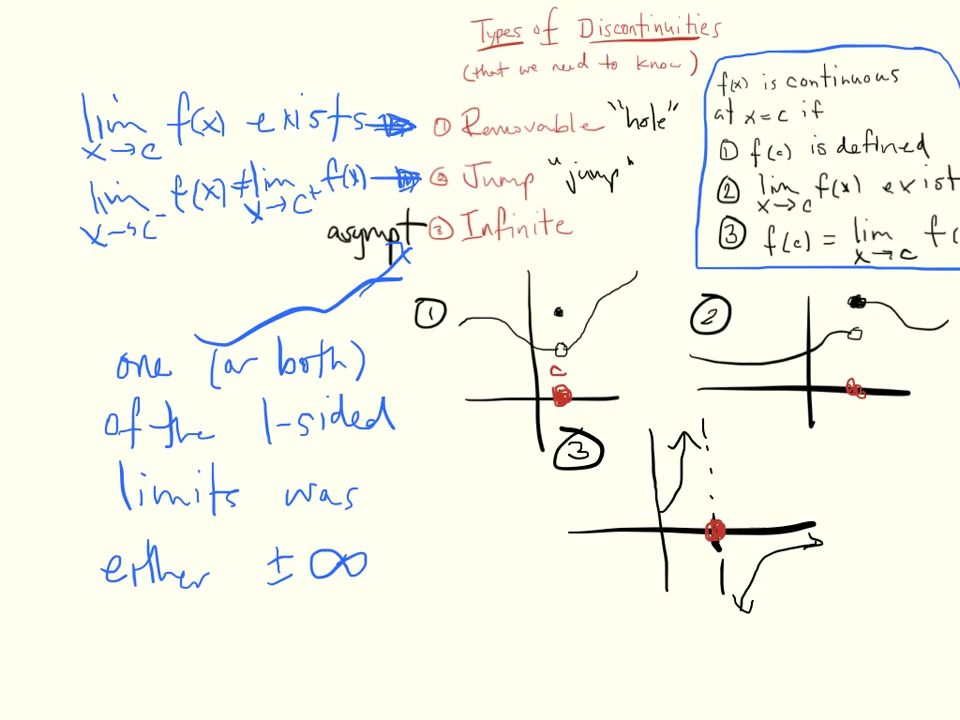 Types of Discontinuities
(that we need to know)
lim x→c f(x) exists → ① Removable "hole"
lim x→c⁻ f(x) ≠ lim x→c⁺ f(x) → ② Jump "jump"
asympt ③ Infinite
one (or both)
of the 1-sided
limits was
either ± ∞
f(x) is continuous
at x=c if
① f(c) is defined
② lim x→c f(x) exist
③ f(c) = lim x→c f(
①
c
②
③